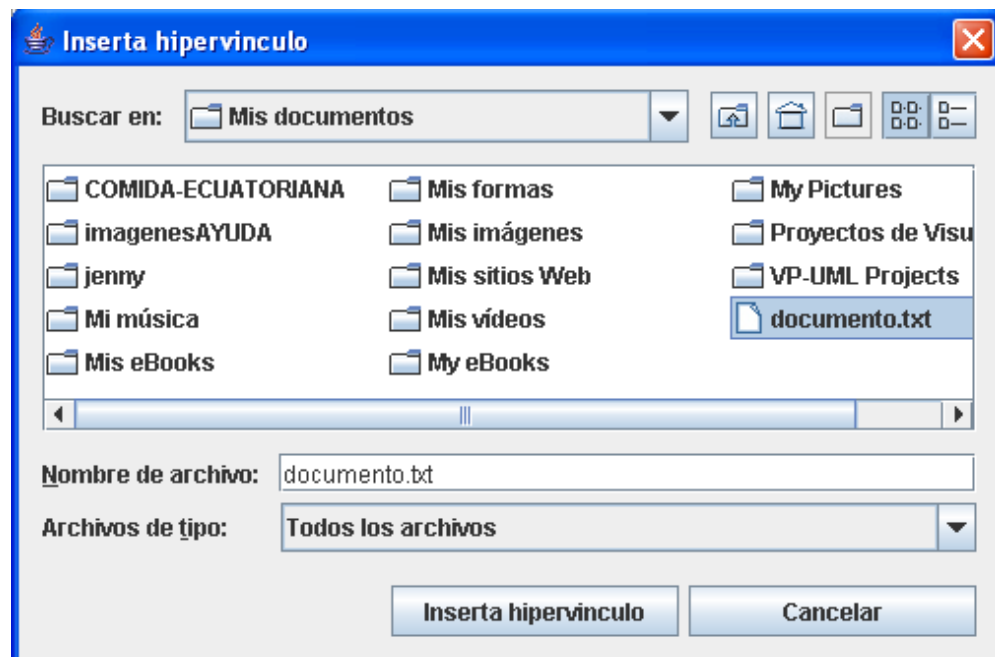 Inserta hipervinculo
Buscar en: Mis documentos
COMIDA-ECUATORIANA Mis formas My Pictures
imagenesAYUDA Mis imágenes Proyectos de Visu
jenny Mis sitios Web VP-UML Projects
Mi música Mis vídeos documento.txt
Mis eBooks My eBooks
Nombre de archivo: documento.txt
Archivos de tipo: Todos los archivos
Inserta hipervinculo Cancelar